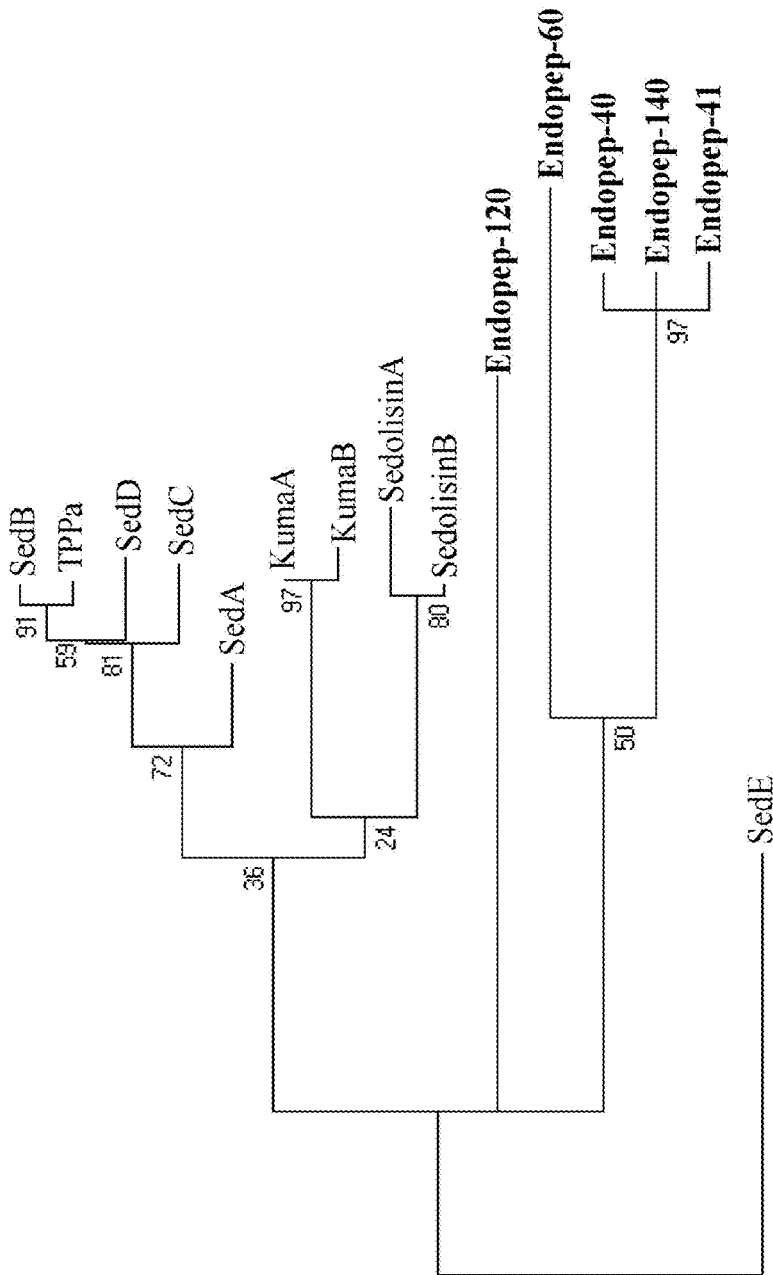 SedB
TPPa
SedD
SedC
SedA
KumaA
KumaB
SedolisinA
SedolisinB
Endopep-120
Endopep-60
Endopep-40
Endopep-140
Endopep-41
SedE
91
59
81
72
97
80
24
36
97
50